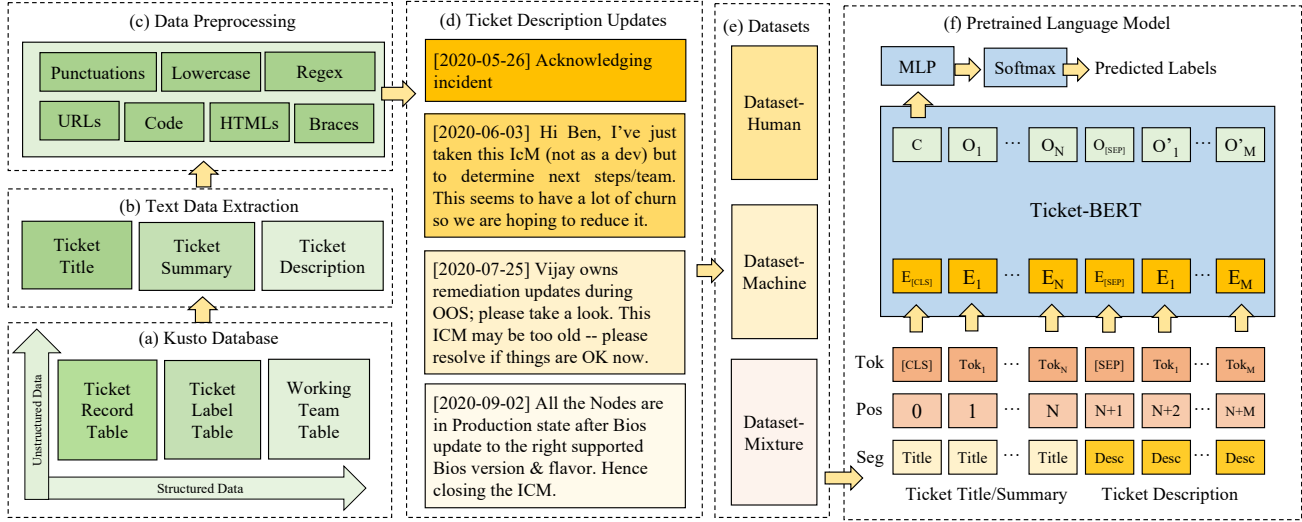 (c) Data Preprocessing
Punctuations
Lowercase
Regex
URLs
Code
HTMLs
Braces
(b) Text Data Extraction
Ticket
Title
Ticket
Summary
Ticket
Description
(a) Kusto Database
Unstructured Data
Ticket
Record
Table
Ticket
Label
Table
Working
Team
Table
Structured Data
(d) Ticket Description Updates
[2020-05-26] Acknowledging
incident
[2020-06-03] Hi Ben, I've just
taken this IcM (not as a dev) but
to determine next steps/team.
This seems to have a lot of churn
so we are hoping to reduce it.
[2020-07-25] Vijay owns
remediation updates during
OOS; please take a look. This
ICM may be too old -- please
resolve if things are OK now.
[2020-09-02] All the Nodes are
in Production state after Bios
update to the right supported
Bios version & flavor. Hence
closing the ICM.
(e) Datasets
Dataset-
Human
Dataset-
Machine
Dataset-
Mixture
(f) Pretrained Language Model
MLP
Softmax
Predicted Labels
C O1 ... ON O[SEP] O'1 ... O'M
Ticket-BERT
E[CLS] E1 ... EN E[SEP] E1 ... EM
Tok [CLS] Tok1 ... TokN [SEP] Tok1 ... TokM
Pos 0 1 ... N N+1 N+2 ... N+M
Seg Title Title ... Title Desc Desc ... Desc
Ticket Title/Summary Ticket Description